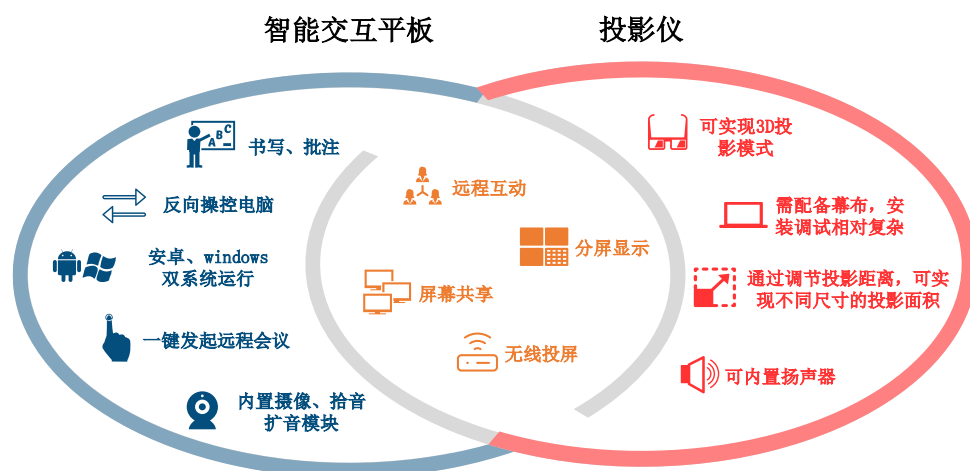 智能交互平板
投影仪
书写、批注
反向操控电脑
安卓、windows
双系统运行
一键发起远程会议
内置摄像、拾音
扩音模块
远程互动
分屏显示
屏幕共享
无线投屏
可实现3D投
影模式
需配备幕布，安
装调试相对复杂
通过调节投影距离，可实
现不同尺寸的投影面积
可内置扬声器
A B C